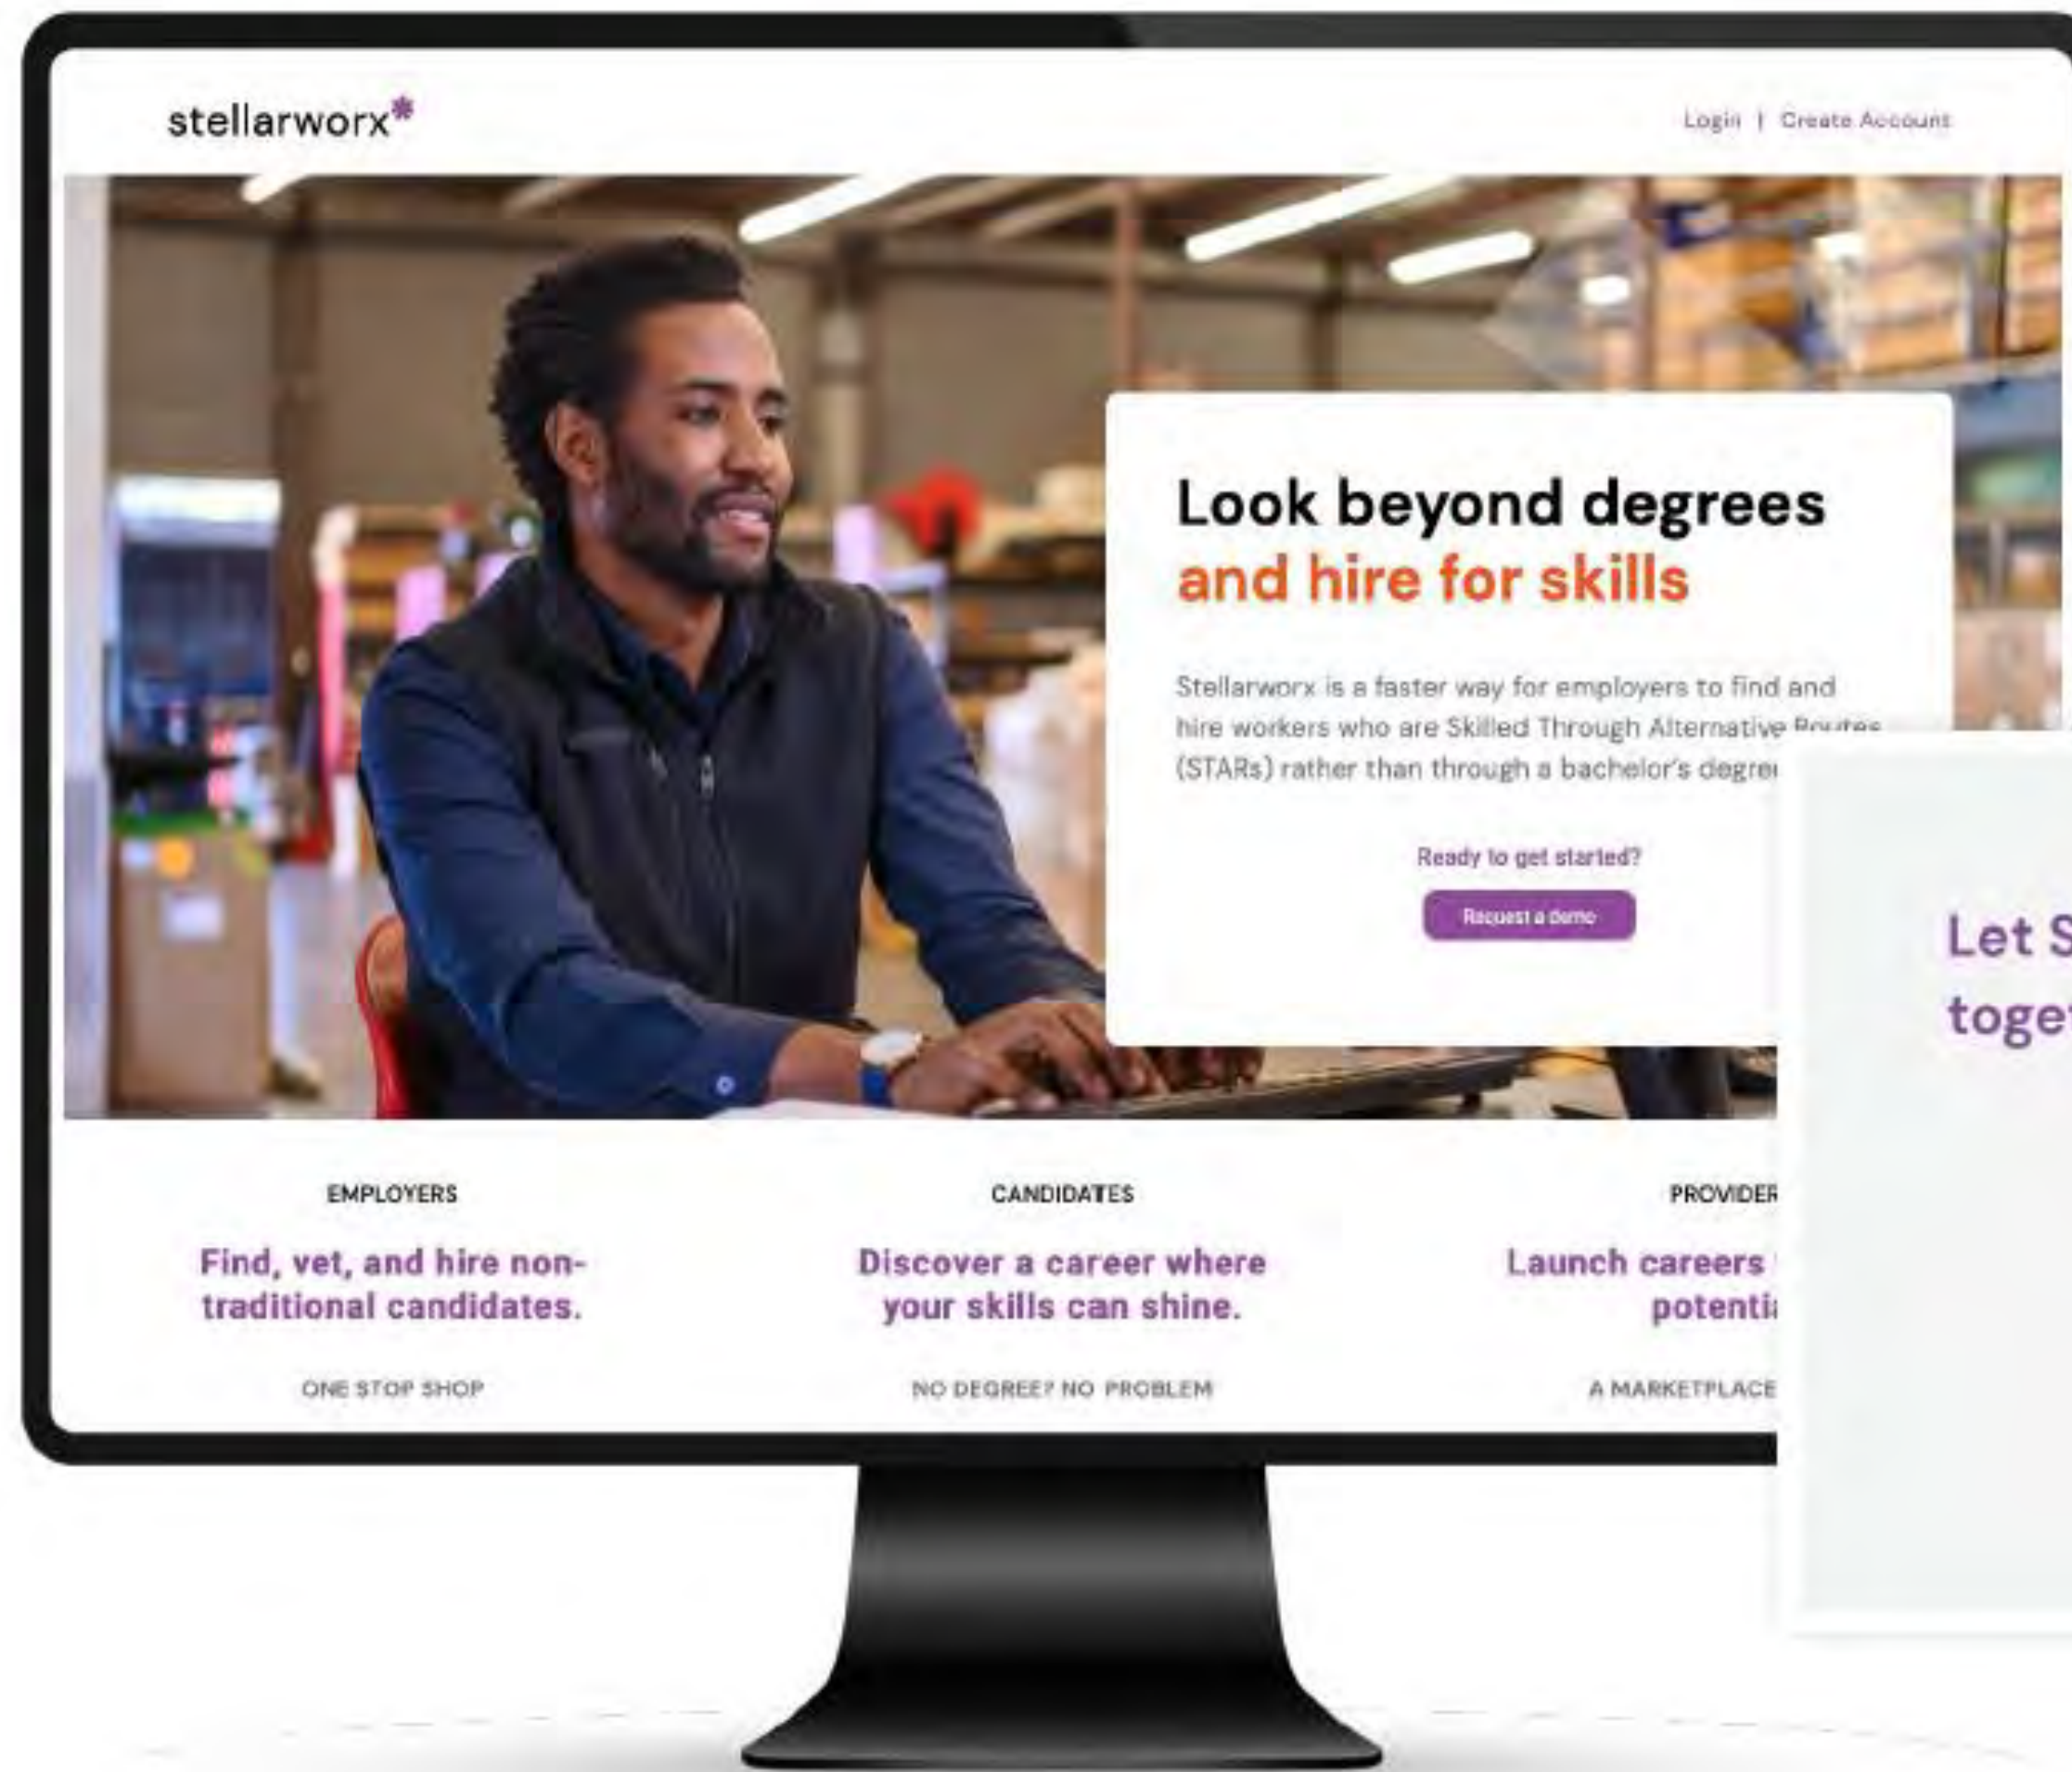 stellarworx*
Login | Create Account
Look beyond degrees
and hire for skills
Stellarworx is a faster way for employers to find and
hire workers who are Skilled Through Alternative Routes
(STARs) rather than through a bachelor's
Ready to get started?
Request a demo
Let
EMPLOYERS
Find, vet, and hire non-
traditional candidates.
ONE STOP SHOP
CANDIDATES
Discover a career where
your skills can shine.
NO DEGREE? NO PROBLEM
Launch careers
A MARKETPLACE